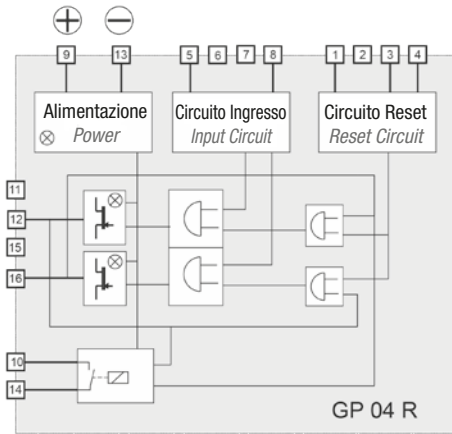 + −
9 13 5 6 7 8 1 2 3 4
Alimentazione
Power
Circuito Ingresso
Input Circuit
Circuito Reset
Reset Circuit
11
12
15
16
10
14
GP 04 R